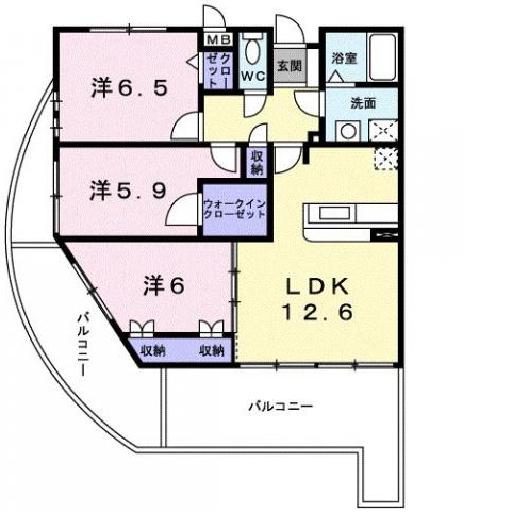 MB
洋6.5
クロー
ゼット
WC
玄関
浴室
洗面
洋5.9
収納
ウォークイン
クローゼット
洋6
LDK
12.6
収納
収納
バルコニー
バルコニー